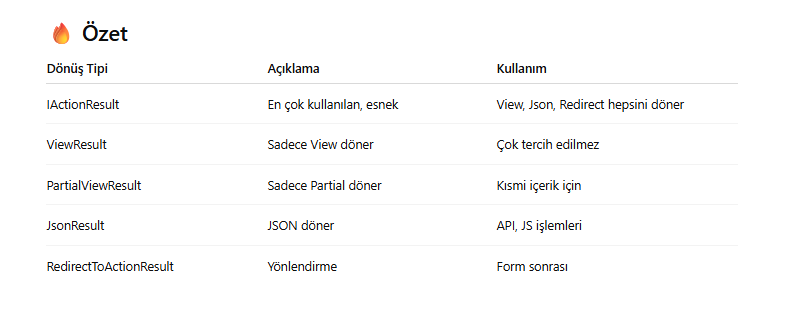 🔥 Özet
Dönüş Tipi Açıklama Kullanım
IActionResult En çok kullanılan, esnek View, Json, Redirect hepsini döner
ViewResult Sadece View döner Çok tercih edilmez
PartialViewResult Sadece Partial döner Kısmi içerik için
JsonResult JSON döner API, JS işlemleri
RedirectToActionResult Yönlendirme Form sonrası